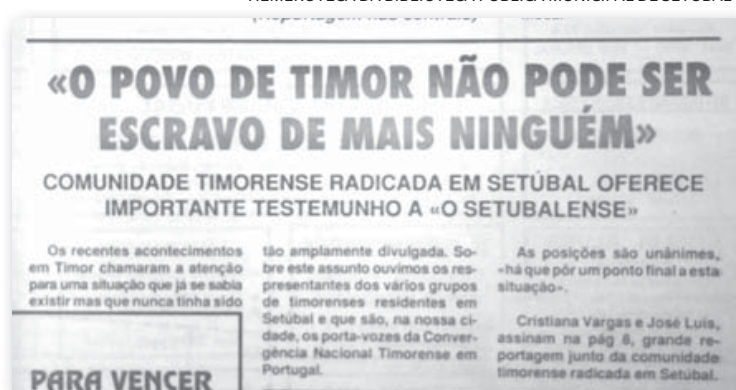 «O POVO DE TIMOR NÃO PODE SER
ESCRAVO DE MAIS NINGUÉM»
COMUNIDADE TIMORENSE RADICADA EM SETÚBAL OFERECE
IMPORTANTE TESTEMUNHO A «O SETUBALENSE»
Os recentes acontecimentos
em Timor chamaram a atenção
para uma situação que já se sabia
existir mas que nunca tinha sido
tão amplamente divulgada. So-
bre este assunto ouvimos os res-
presentantes dos vários grupos
de timorenses residentes em
Setúbal e que são, na nossa ci-
dade, os porta-vozes da Conver-
gência Nacional Timorense em
Portugal.
As posições são unânimes,
«há que pôr um ponto final a esta
situação».
Cristiana Vargas e José Luís,
assinam na pág 8, grande re-
portagem junto da comunidade
timorense radicada em Setúbal.
PARA VENCER